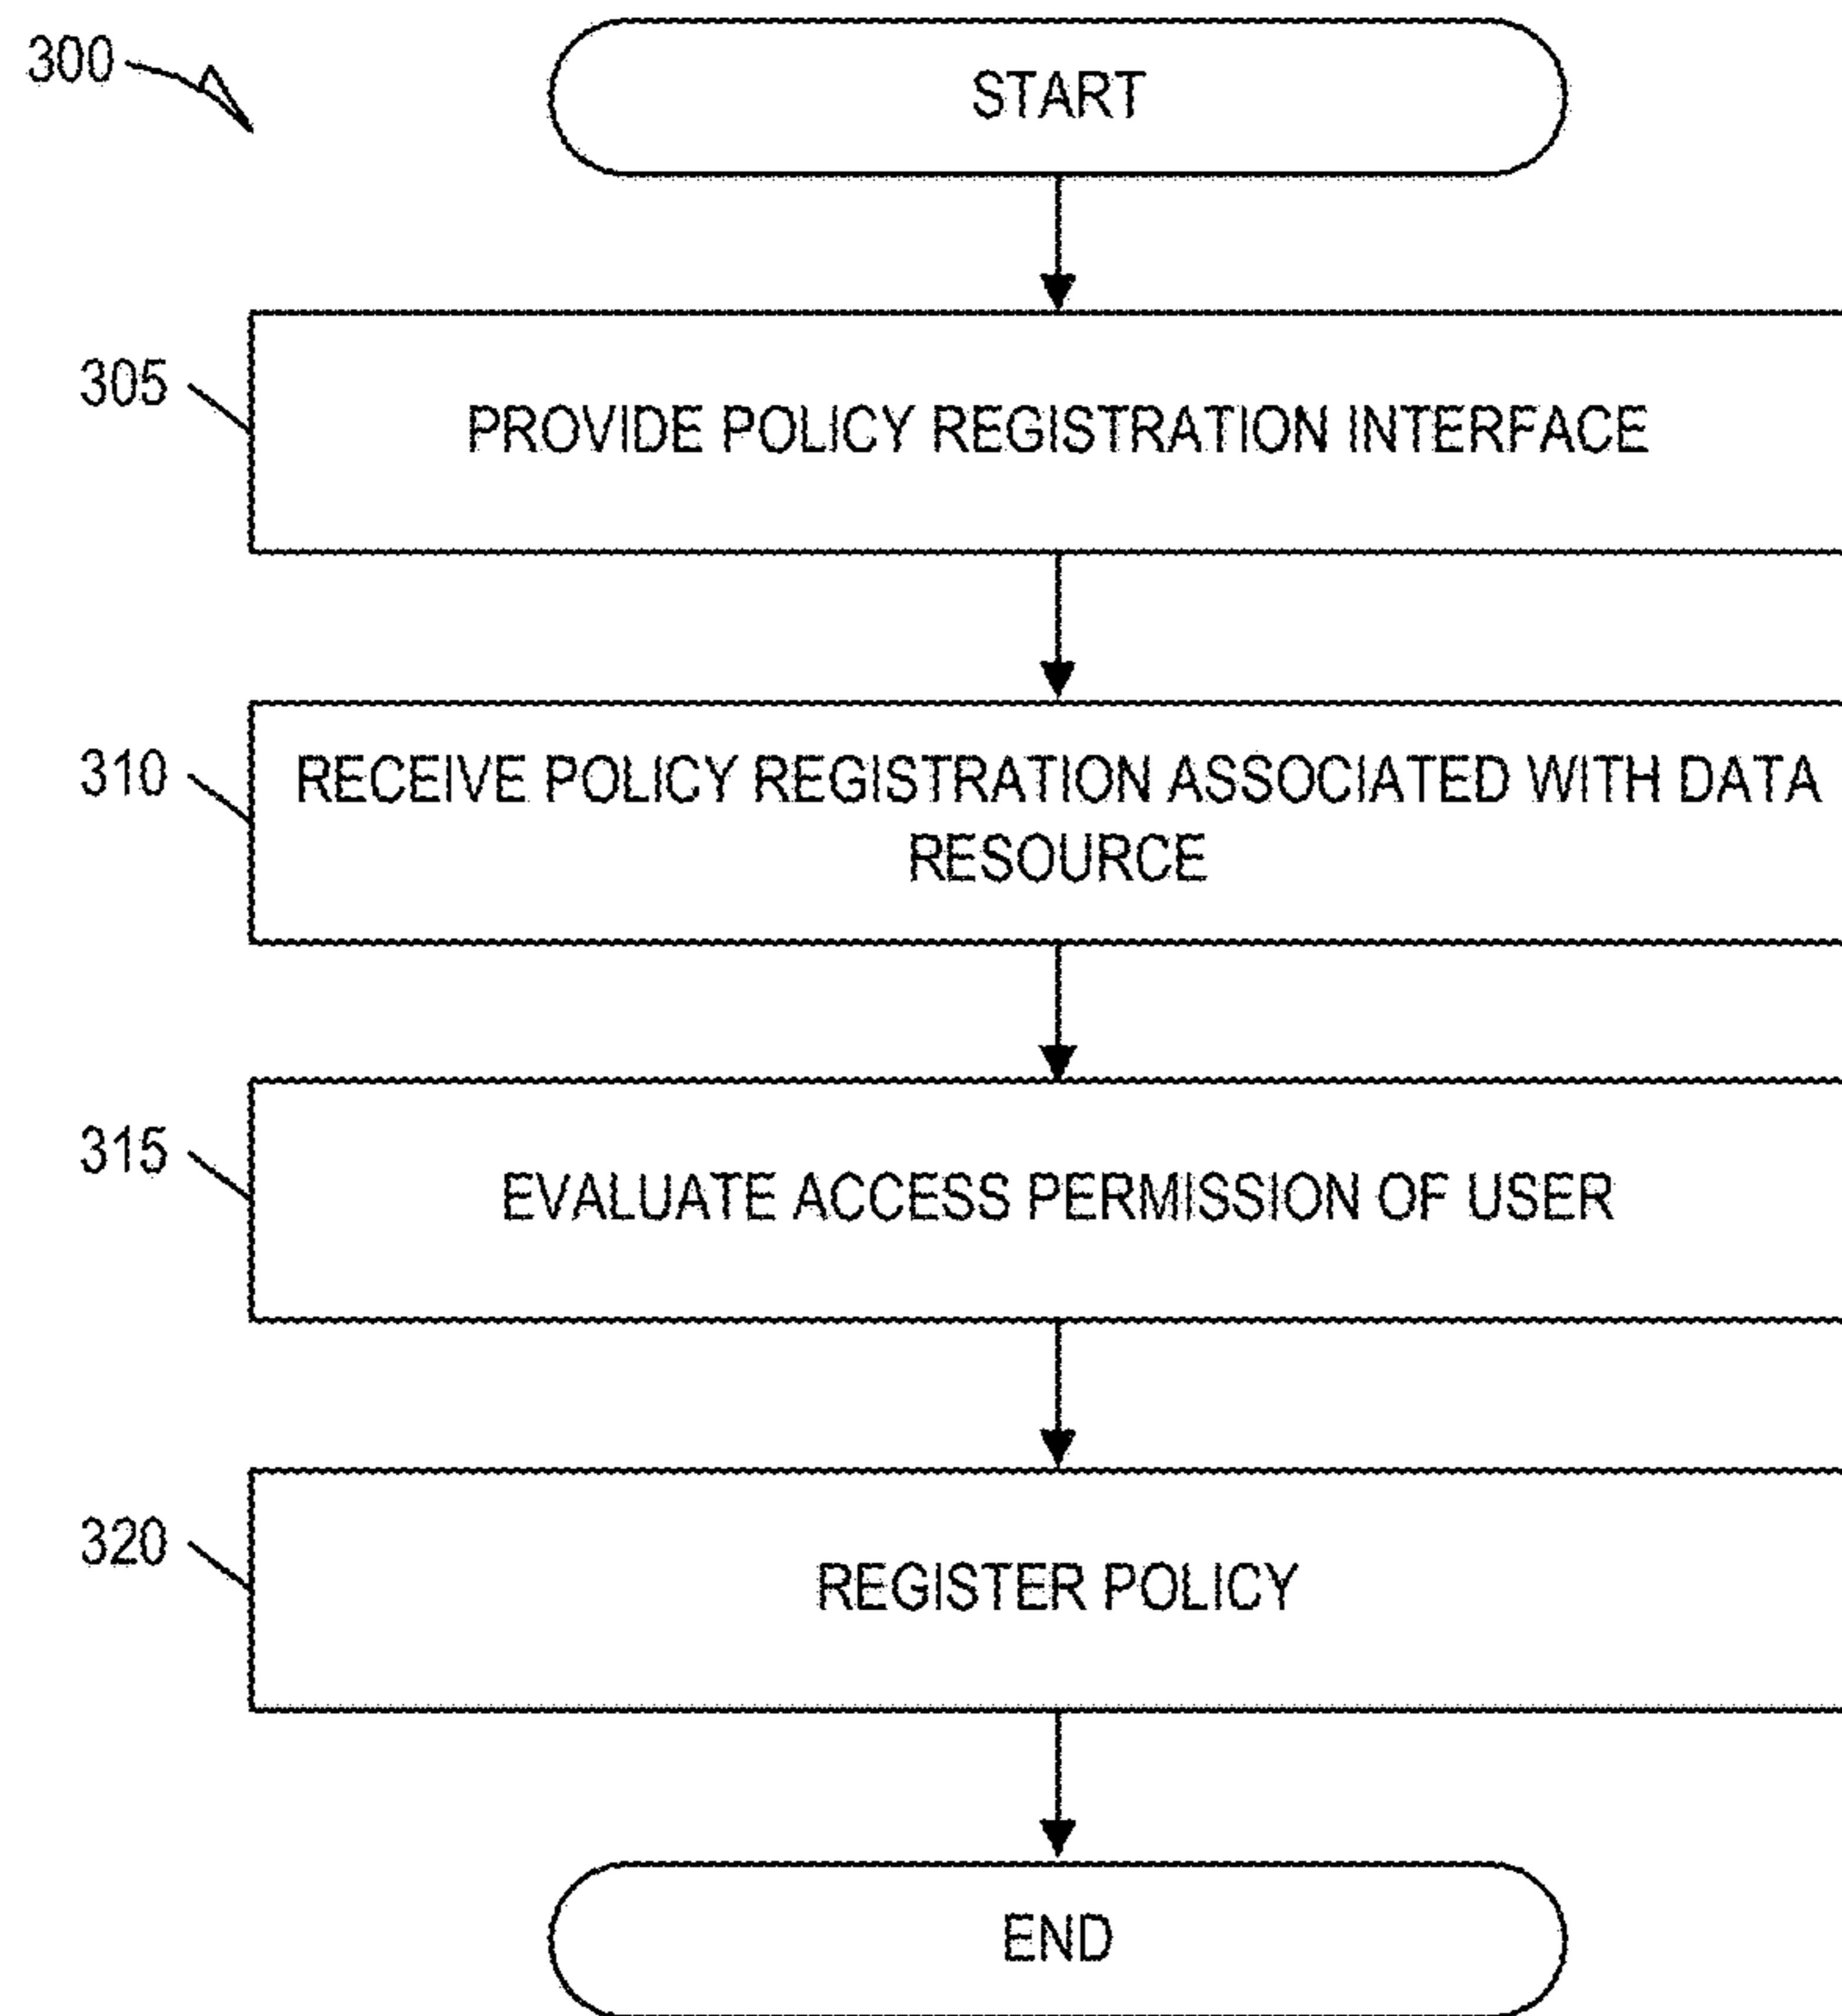 300
START
305
PROVIDE POLICY REGISTRATION INTERFACE
310
RECEIVE POLICY REGISTRATION ASSOCIATED WITH DATA
RESOURCE
315
EVALUATE ACCESS PERMISSION OF USER
320
REGISTER POLICY
END